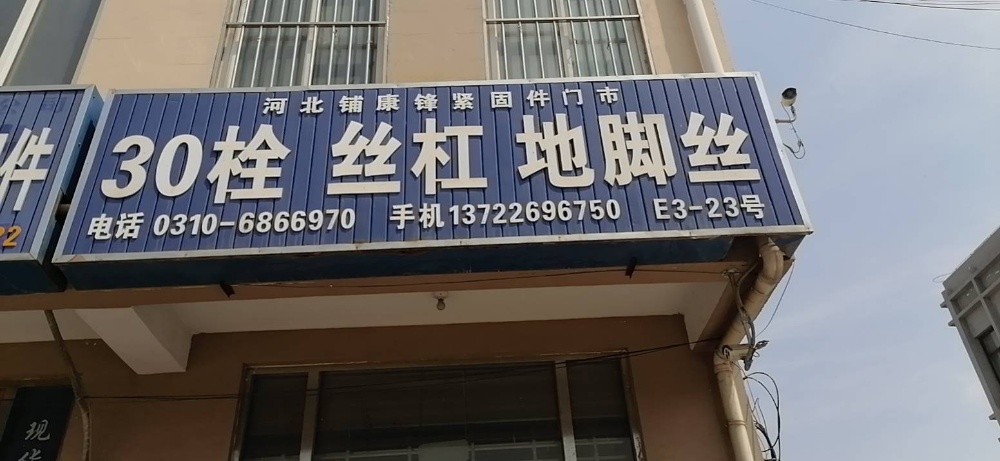 河北铺康锋紧固件门市
30栓 丝杠 地脚丝
电话 0310-6866970 手机13722696750 E3-23号
件
22
现